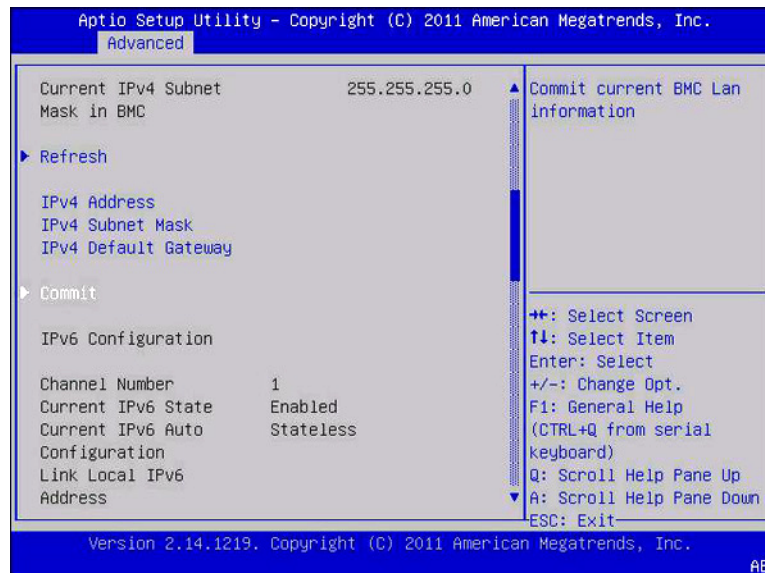 Aptio Setup Utility – Copyright (C) 2011 American Megatrends, Inc.
Advanced
Current IPv4 Subnet 255.255.255.0
Mask in BMC
Refresh
IPv4 Address
IPv4 Subnet Mask
IPv4 Default Gateway
Commit
IPv6 Configuration
Channel Number 1
Current IPv6 State Enabled
Current IPv6 Auto Stateless
Configuration
Link Local IPv6
Address
Commit current BMC Lan
information
→←: Select Screen
↑↓: Select Item
Enter: Select
+/-: Change Opt.
F1: General Help
(CTRL+Q from serial
keyboard)
Q: Scroll Help Pane Up
A: Scroll Help Pane Down
ESC: Exit
Version 2.14.1219. Copyright (C) 2011 American Megatrends, Inc.
AB